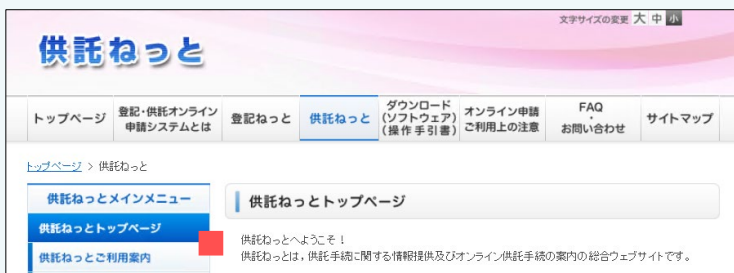 文字サイズの変更 大 中 小
供託ねっと
トップページ
登記・供託オンライン
申請システムとは
登記ねっと
供託ねっと
ダウンロード
(ソフトウェア)
(操作手引書)
オンライン申請
ご利用上の注意
FAQ
・
お問い合わせ
サイトマップ
トップページ > 供託ねっと
供託ねっとメインメニュー
供託ねっとトップページ
供託ねっとご利用案内
供託ねっとトップページ
供託ねっとへようこそ！
供託ねっとは，供託手続に関する情報提供及びオンライン供託手続の案内の総合ウェブサイトです。